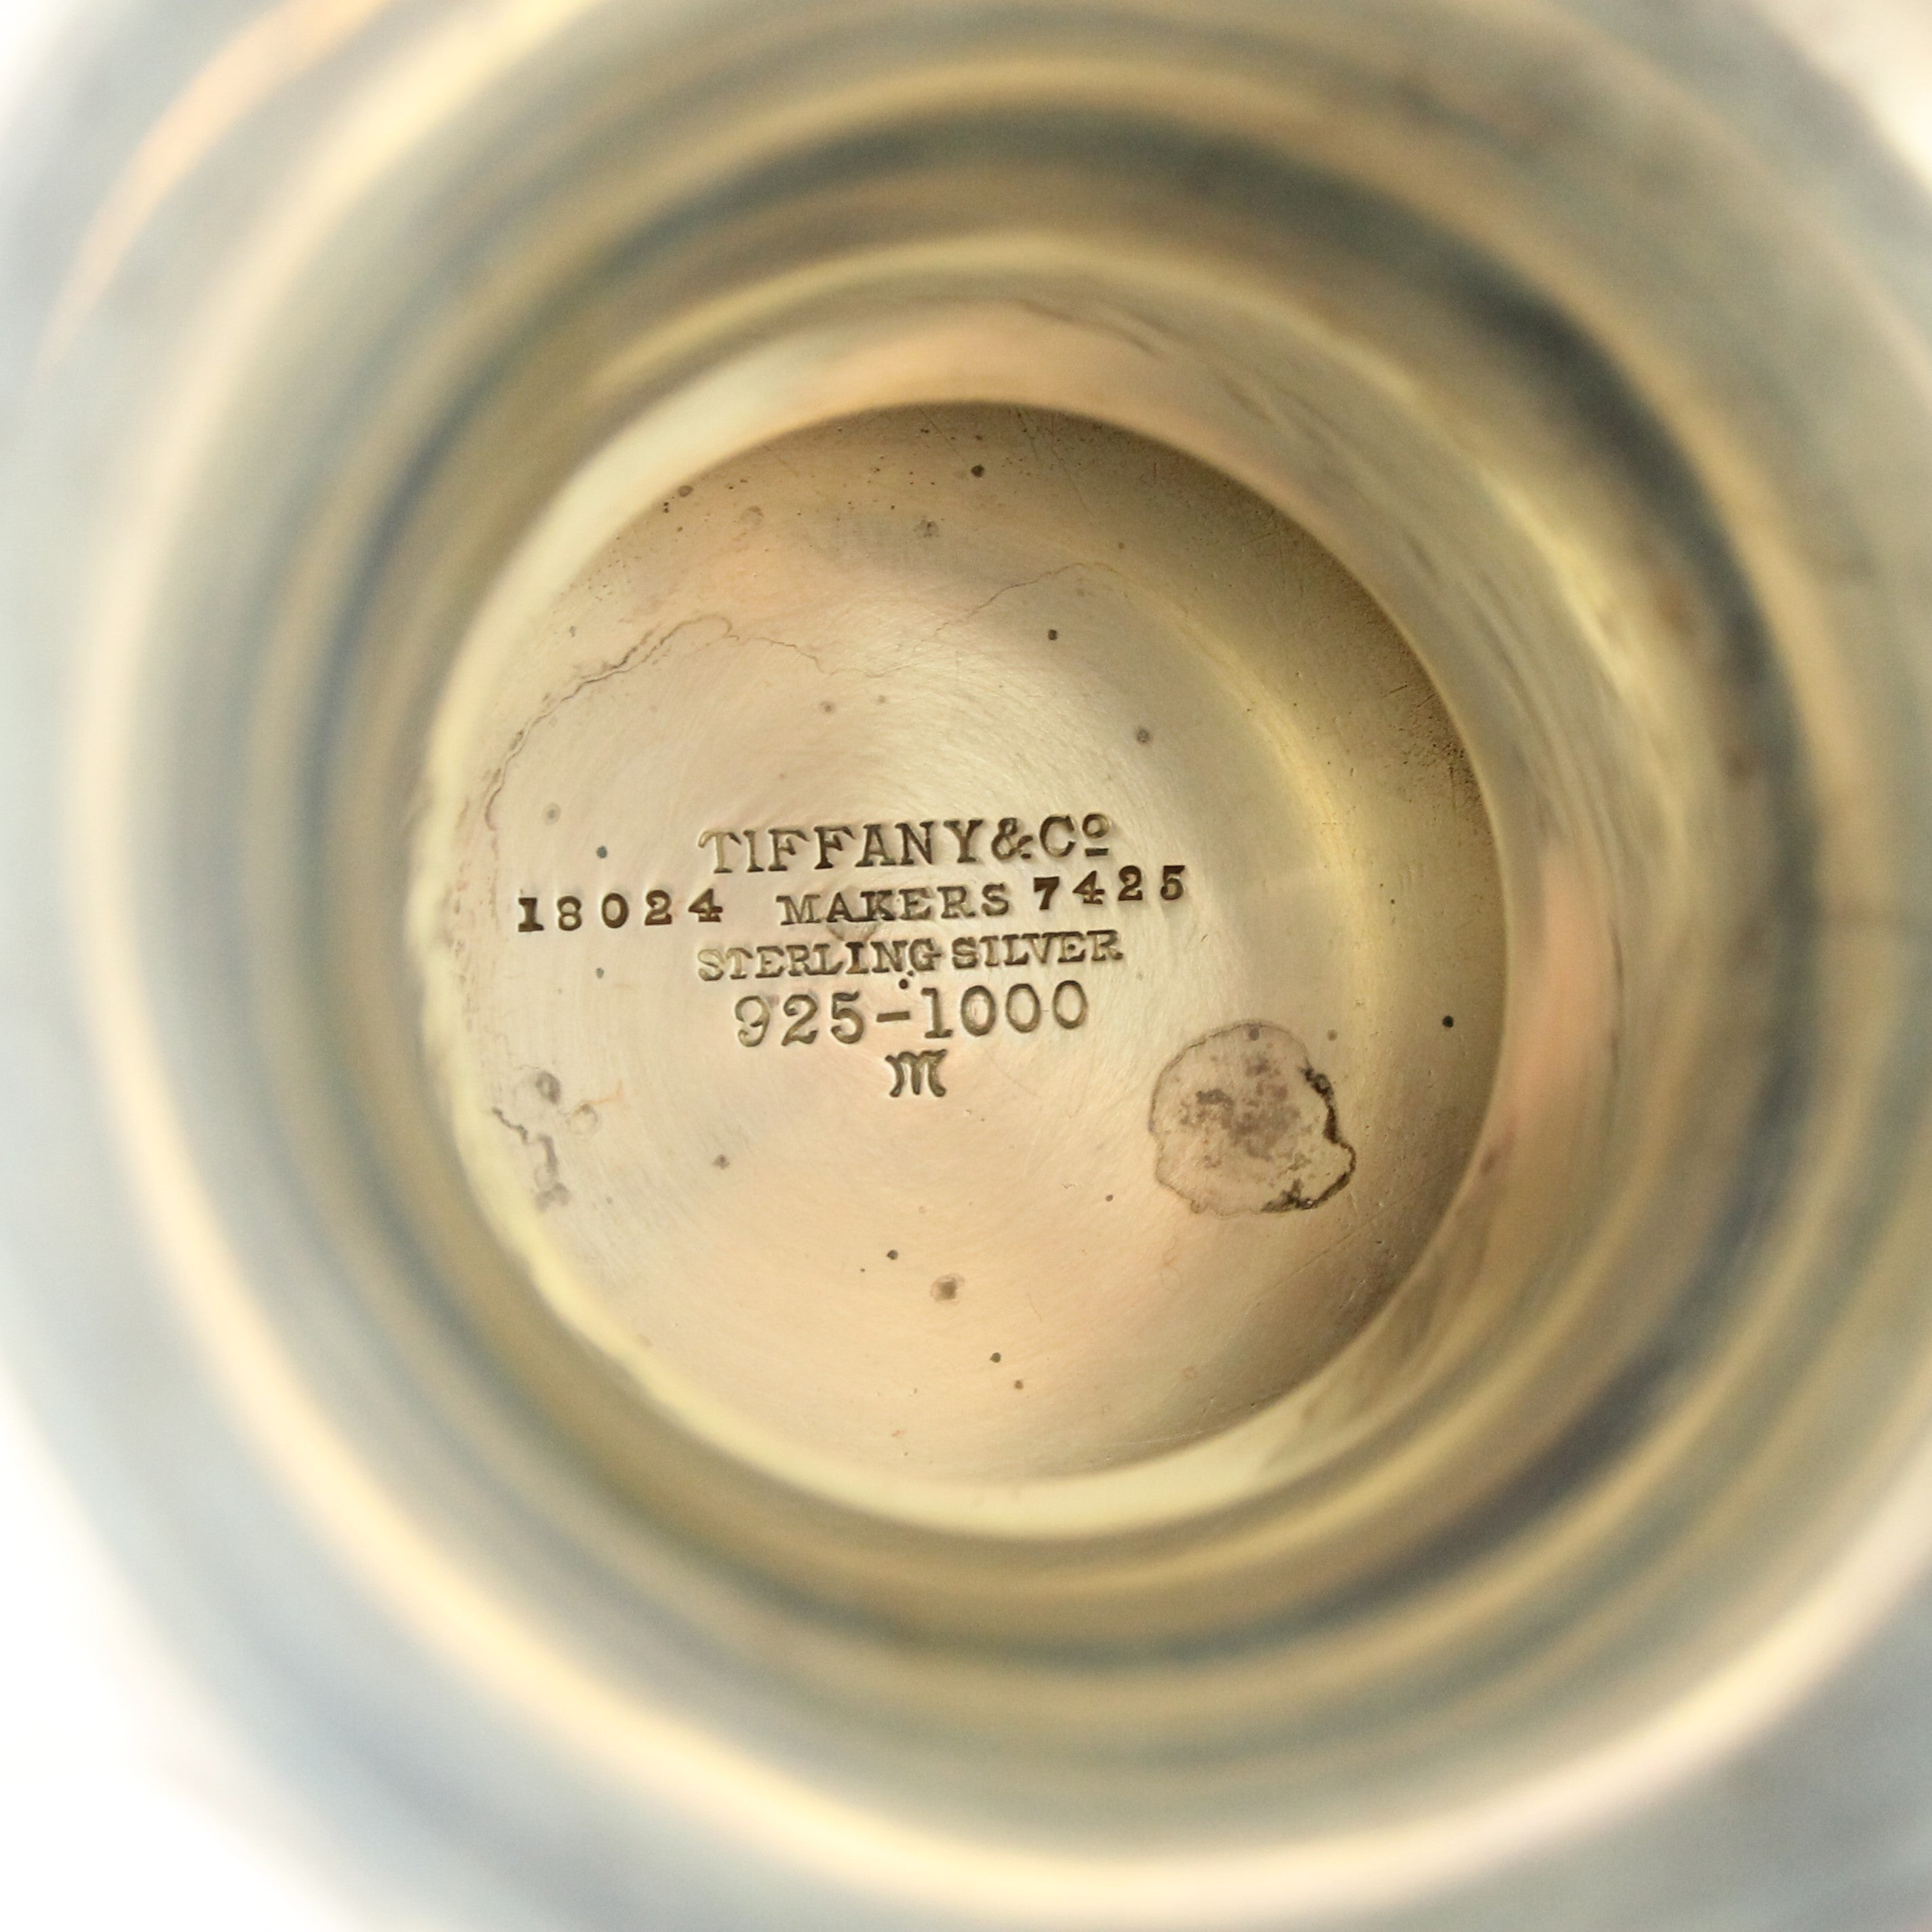 TIFFANY & Cº
18024 MAKERS 7425
STERLING SILVER
925-1000
M